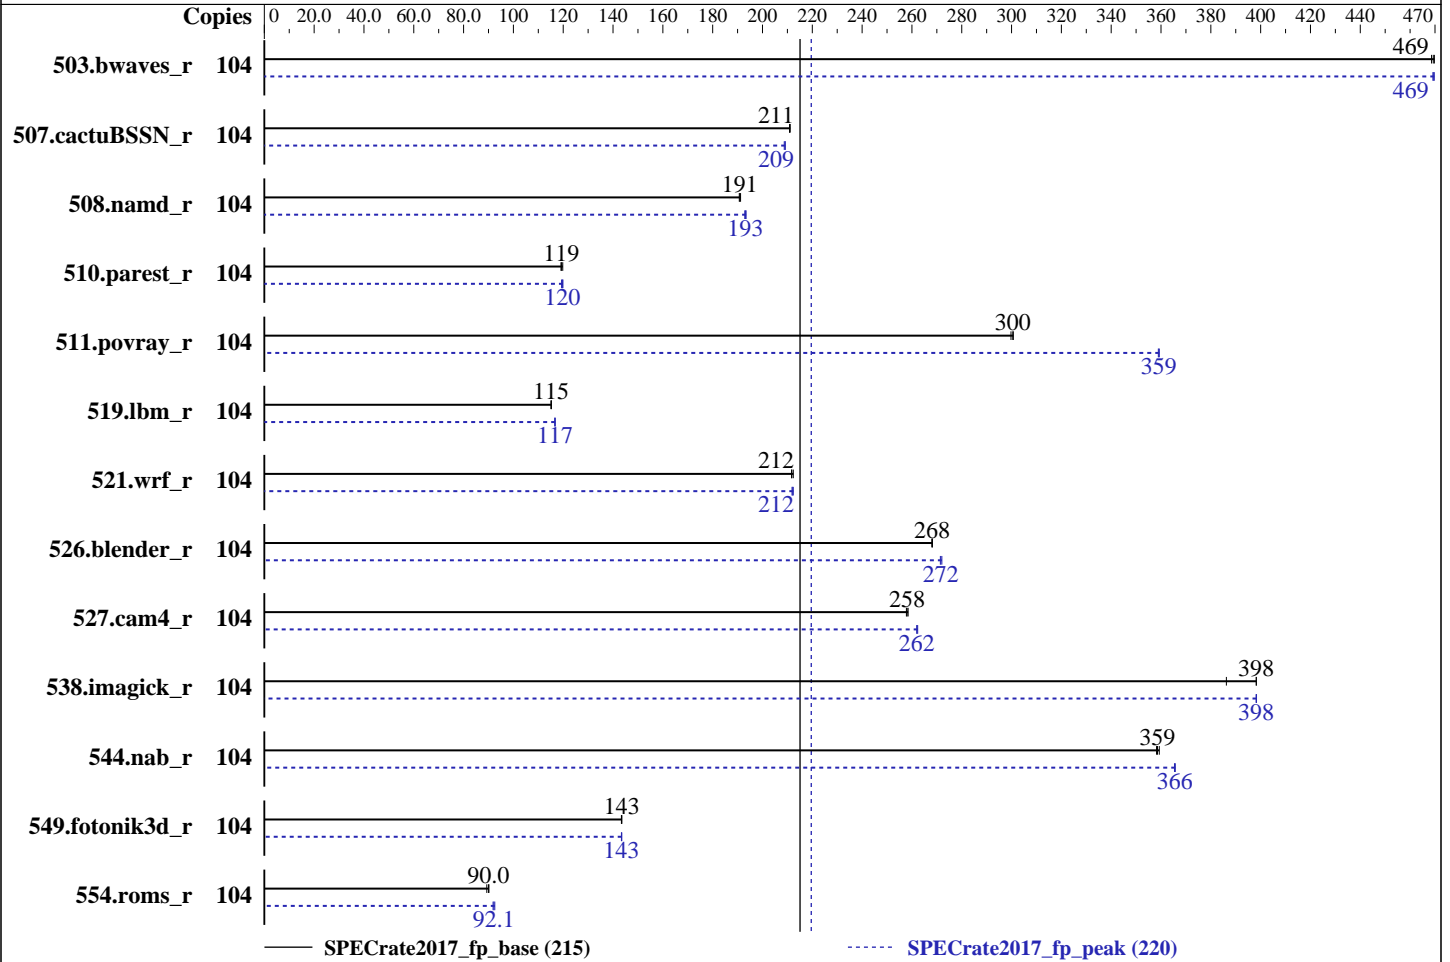 Copies 0 20.0 40.0 60.0 80.0 100 120 140 160 180 200 220 240 260 280 300 320 340 360 380 400 420 440 470
503.bwaves_r 104 469
469
507.cactuBSSN_r 104 211
209
508.namd_r 104 191
193
510.parest_r 104 119
120
511.povray_r 104 300
359
519.lbm_r 104 115
117
521.wrf_r 104 212
212
526.blender_r 104 268
272
527.cam4_r 104 258
262
538.imagick_r 104 398
398
544.nab_r 104 359
366
549.fotonik3d_r 104 143
143
554.roms_r 104 90.0
92.1
SPECrate2017_fp_base (215) SPECrate2017_fp_peak (220)